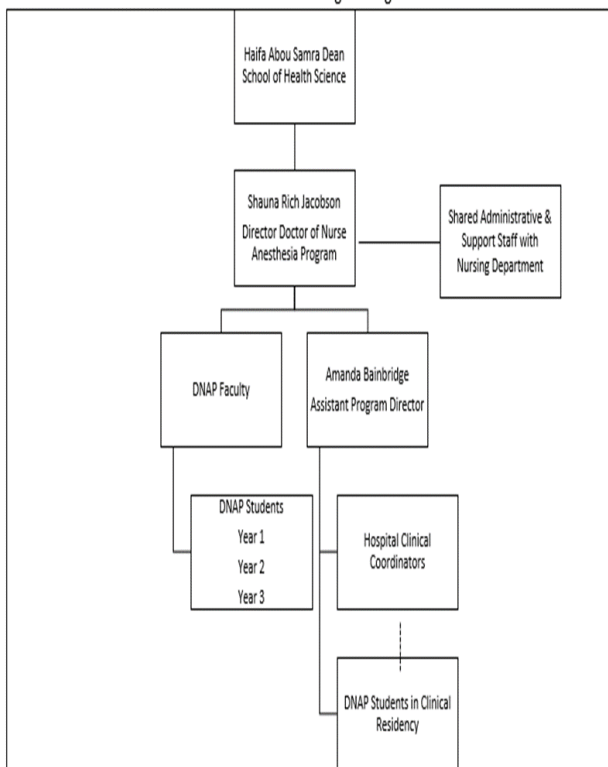 Haifa Abou Samra Dean
School of Health Science
Shauna Rich Jacobson
Director Doctor of Nurse
Anesthesia Program
Shared Administrative &
Support Staff with
Nursing Department
DNAP Faculty
Amanda Bainbridge
Assistant Program Director
DNAP Students
Year 1
Year 2
Year 3
Hospital Clinical
Coordinators
DNAP Students in Clinical
Residency